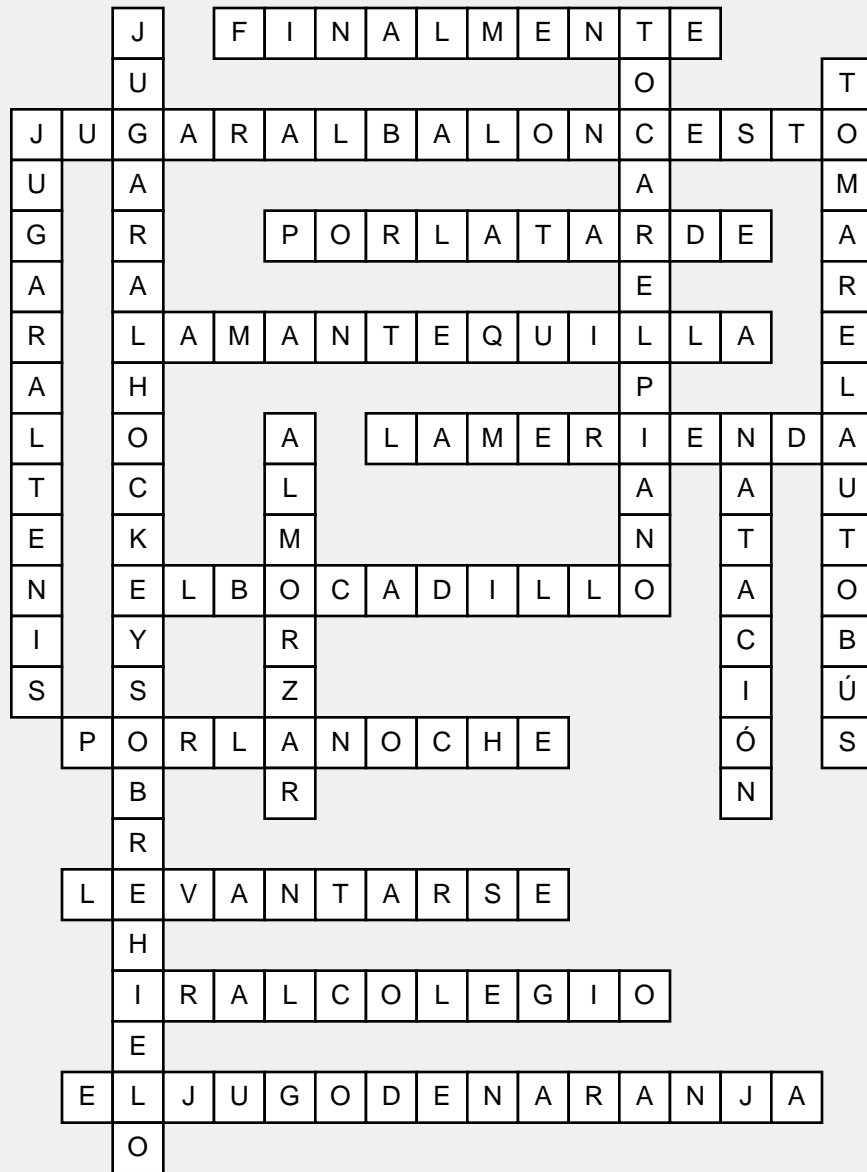 JUGARALHOCKEYSOBREHIELO
FINALMENTE
TOCARELPIANO
TOMARELAUTOBÚS
JUGARALBALONCESTO
JUGARALTENIS
PORLATARDE
LAMANTEQUILLA
ALMORZAR
LAMERIENDA
NATACIÓN
ELBOCADILLO
PORLANOCHE
LEVANTARSE
IRALCOLEGIO
ELJUGODENARANJA